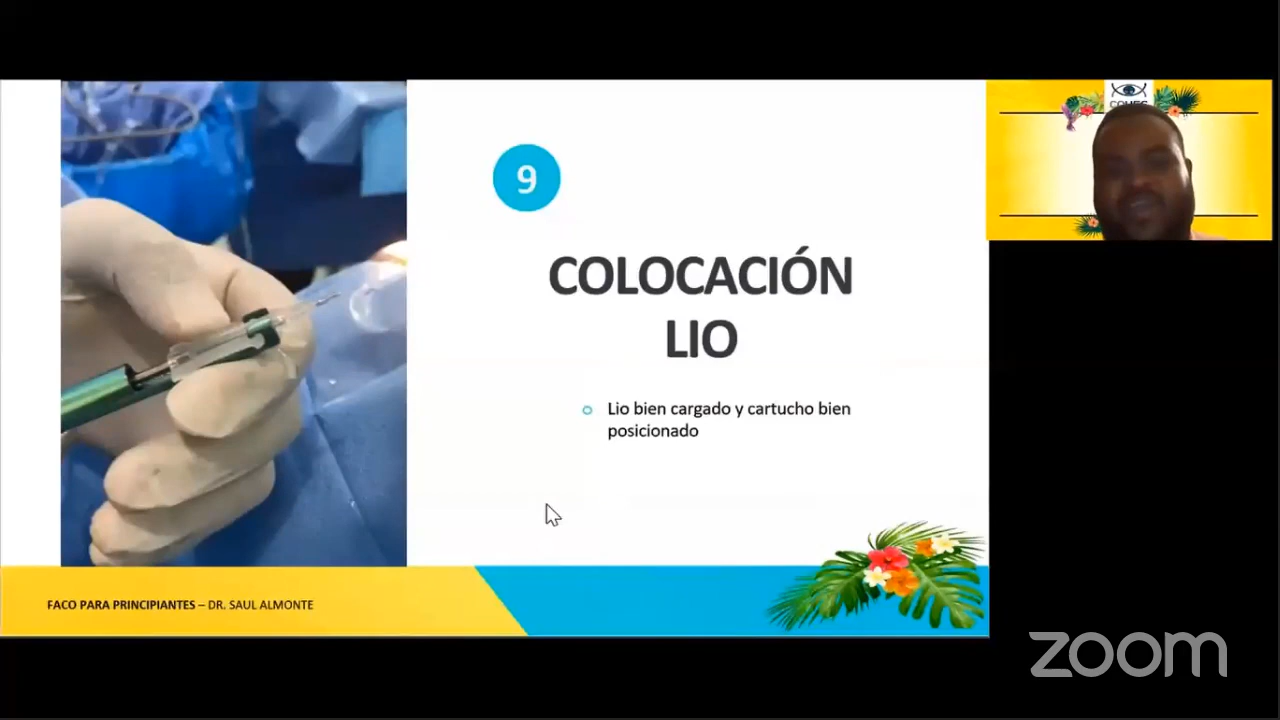 9
COLOCACIÓN
LIO
Lio bien cargado y cartucho bien
posicionado
FACO PARA PRINCIPIANTES – DR. SAUL ALMONTE
zoom